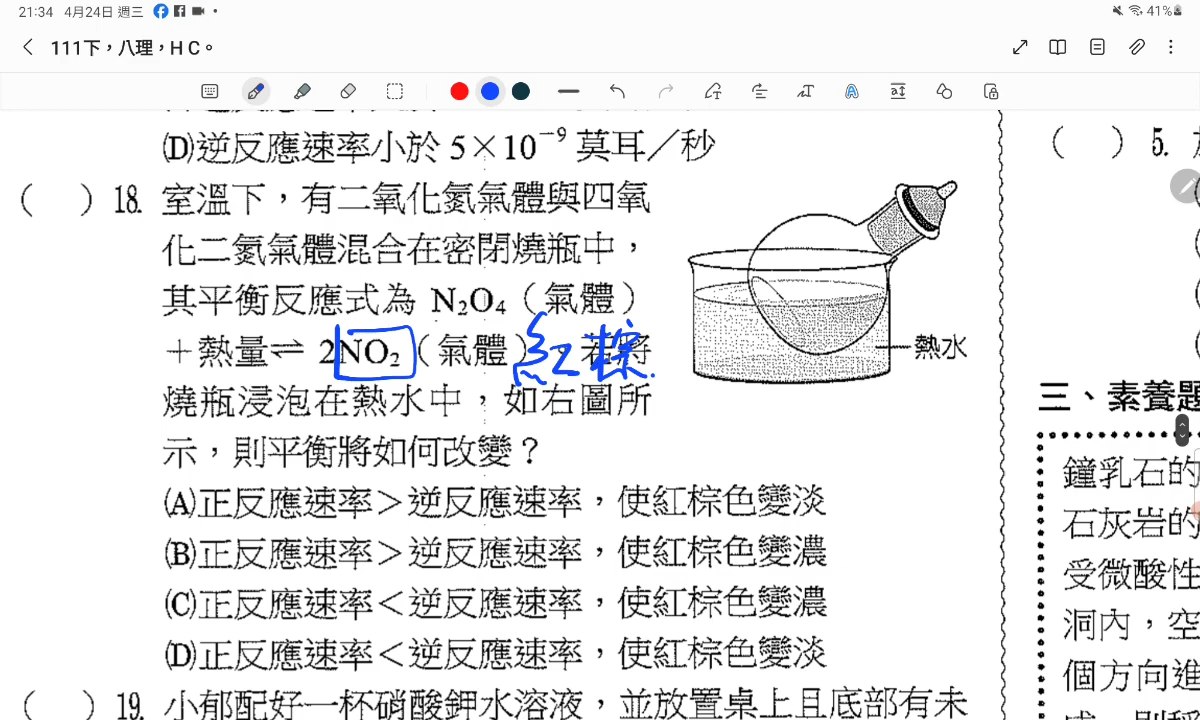 21:34 4月24日 週三 41%
111下,八理,H C。
(D)逆反應速率小於 5×10⁻⁹ 莫耳/秒
( ) 18. 室溫下,有二氧化氮氣體與四氧
化二氮氣體混合在密閉燒瓶中,
其平衡反應式為 N₂O₄(氣體)
+熱量⇌ 2NO₂(氣體) 若將
紅棕
燒瓶浸泡在熱水中,如右圖所
示,則平衡將如何改變?
(A)正反應速率>逆反應速率,使紅棕色變淡
(B)正反應速率>逆反應速率,使紅棕色變濃
(C)正反應速率<逆反應速率,使紅棕色變濃
(D)正反應速率<逆反應速率,使紅棕色變淡
( ) 19. 小郁配好一杯硝酸鉀水溶液,並放置桌上且底部有未
熱水
( ) 5.
三、素養題
鐘乳石的
石灰岩的
受微酸性
洞內,空
個方向進